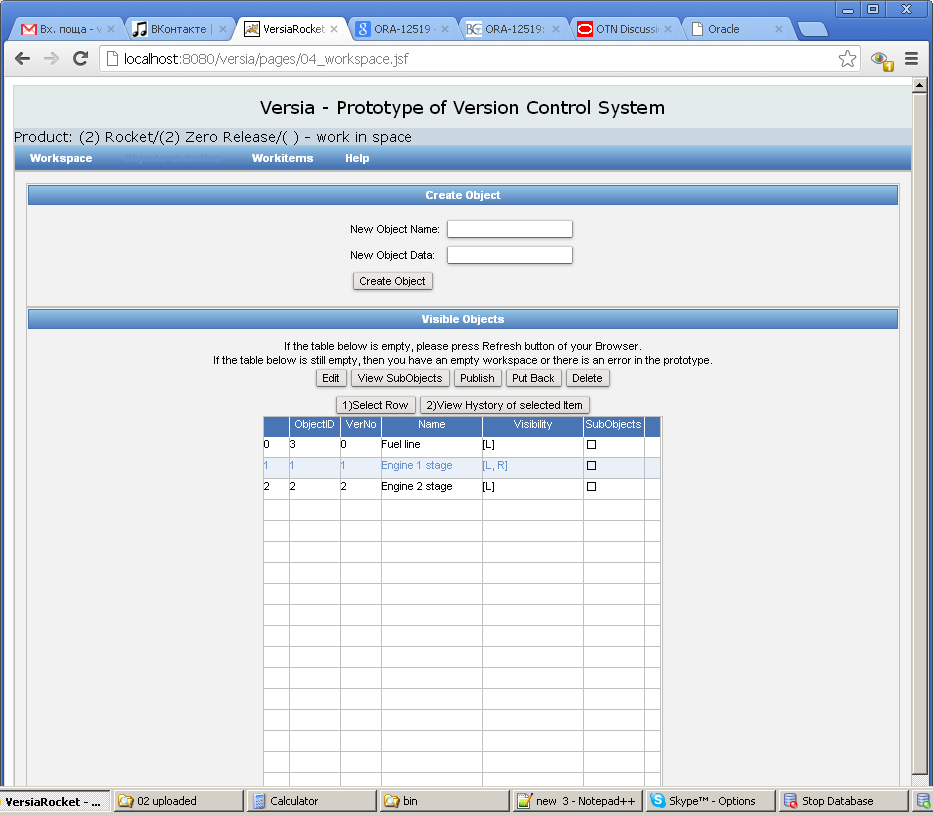 Вх. поща - v
ВКонтакте
VersiaRocket
ORA-12519 -
ORA-12519:
OTN Discussi
Oracle
localhost:8080/versia/pages/04_workspace.jsf
Versia - Prototype of Version Control System
Product: (2) Rocket/(2) Zero Release/( ) - work in space
Workspace Workitems Help
Create Object
New Object Name:
New Object Data:
Create Object
Visible Objects
If the table below is empty, please press Refresh button of your Browser.
If the table below is still empty, then you have an empty workspace or there is an error in the prototype.
Edit View SubObjects Publish Put Back Delete
1)Select Row 2)View Hystory of selected Item
ObjectID VerNo Name Visibility SubObjects
0 3 0 Fuel line [L]
1 1 1 Engine 1 stage [L, R]
2 2 2 Engine 2 stage [L]
VersiaRocket - ... 02 uploaded Calculator bin new 3 - Notepad++ Skype™ - Options Stop Database